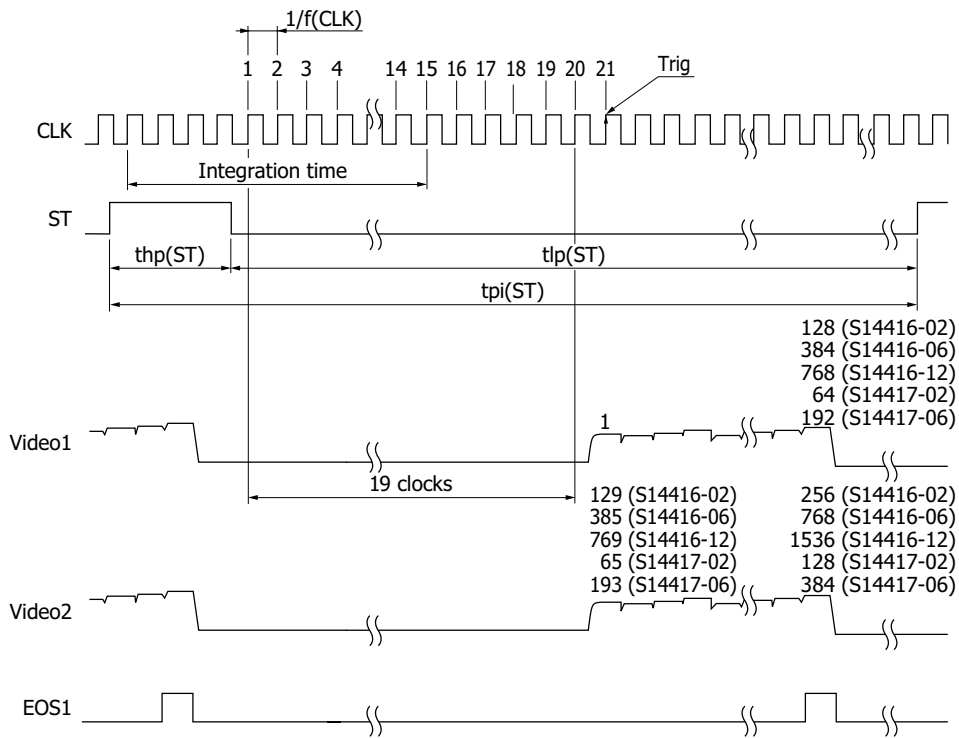 1/f(CLK)
1 2 3 4 14 15 16 17 18 19 20 21 Trig
CLK
Integration time
ST
thp(ST) tlp(ST)
tpi(ST)
128 (S14416-02)
384 (S14416-06)
768 (S14416-12)
64 (S14417-02)
192 (S14417-06)
1
Video1
19 clocks
129 (S14416-02)
385 (S14416-06)
769 (S14416-12)
65 (S14417-02)
193 (S14417-06)
256 (S14416-02)
768 (S14416-06)
1536 (S14416-12)
128 (S14417-02)
384 (S14417-06)
Video2
EOS1